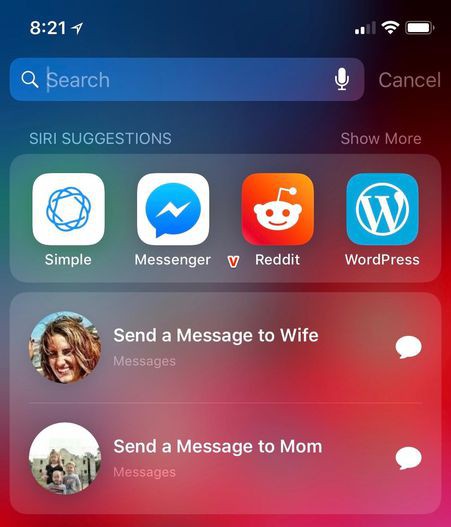 8:21
Search
Cancel
SIRI SUGGESTIONS
Show More
Simple
Messenger
V
Reddit
WordPress
Send a Message to Wife
Messages
Send a Message to Mom
Messages